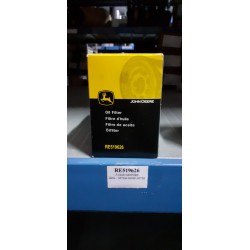 JOHN DEERE
Oil Filter
Filtre d'huile
Filtro de aceite
Ölfilter
RE519626
RE519626